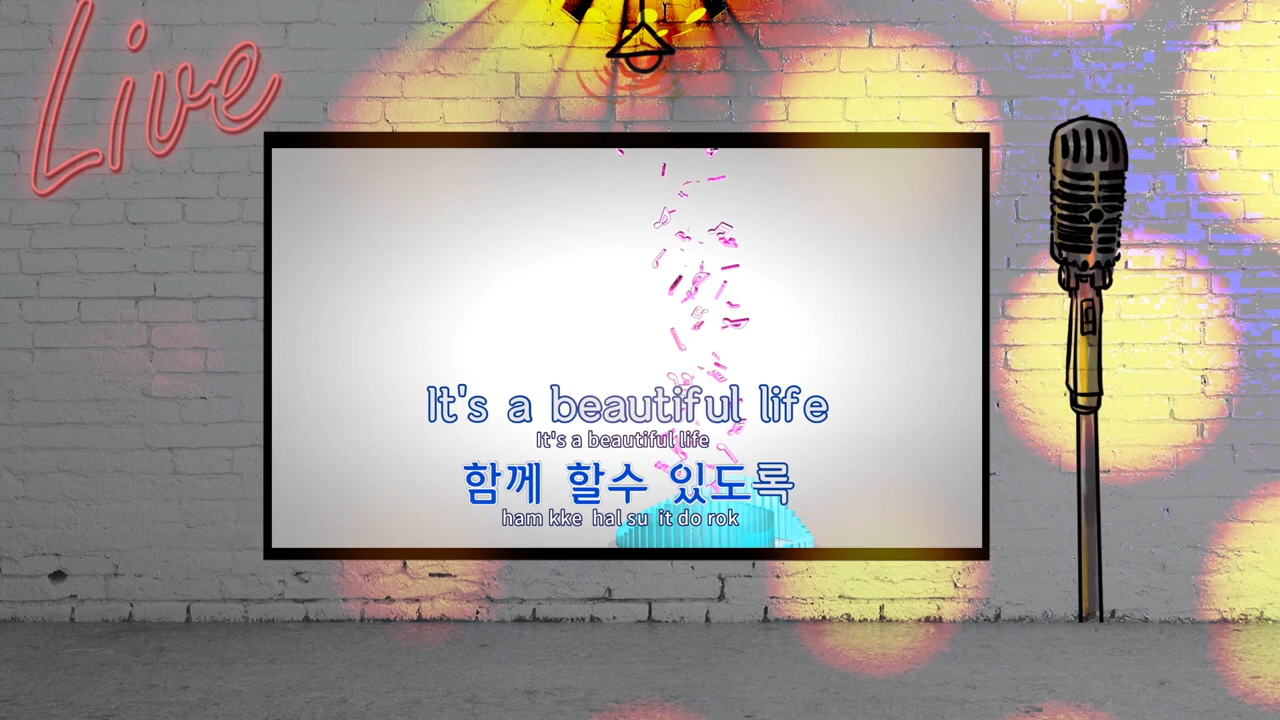 Live
It's a beautiful life
It's a beautiful life
함께 할수 있도록
ham kke hal su it do rok